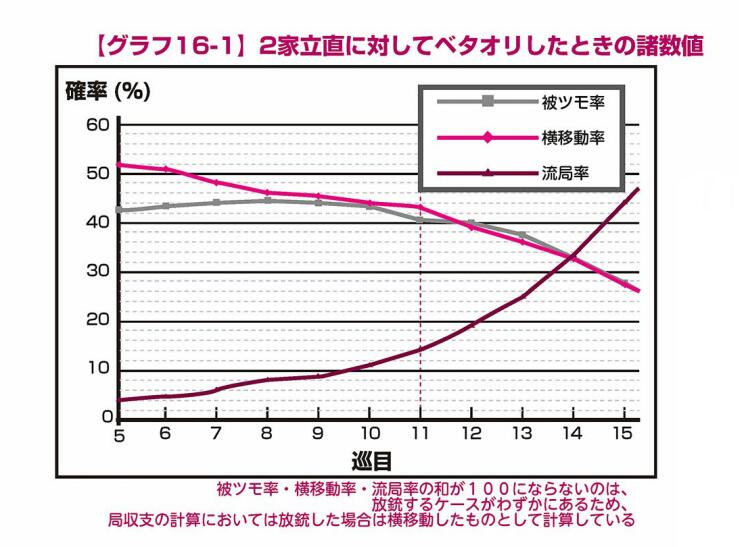 【グラフ16-1】2家立直に対してベタオリしたときの諸数値
確率 (%)
被ツモ率
横移動率
流局率
60
50
40
30
20
10
0
5 6 7 8 9 10 11 12 13 14 15
巡目
被ツモ率・横移動率・流局率の和が１００にならないのは、
放銃するケースがわずかにあるため、
局収支の計算においては放銃した場合は横移動したものとして計算している